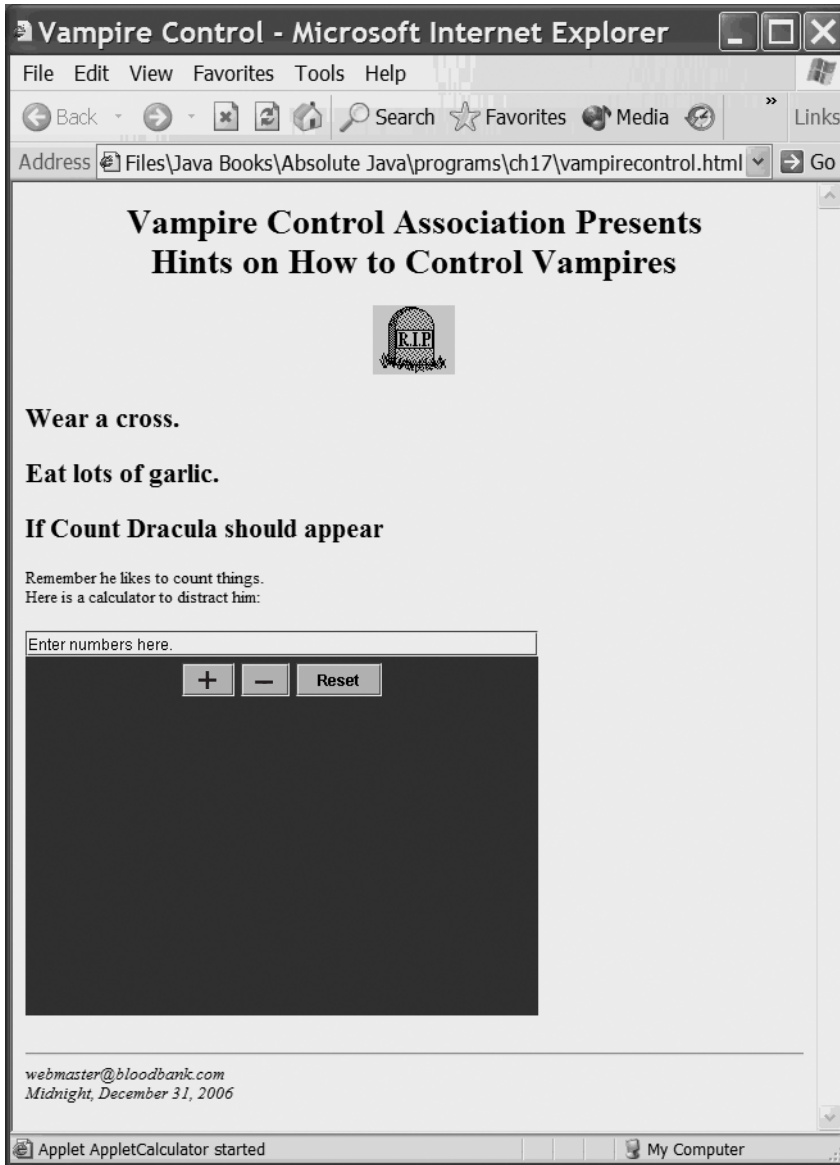 Vampire Control - Microsoft Internet Explorer
File Edit View Favorites Tools Help
Back Search Favorites Media » Links
Address Files\Java Books\Absolute Java\programs\ch17\vampirecontrol.html Go
Vampire Control Association Presents
Hints on How to Control Vampires
R.I.P.
Wear a cross.
Eat lots of garlic.
If Count Dracula should appear
Remember he likes to count things.
Here is a calculator to distract him:
Enter numbers here.
+ – Reset
webmaster@bloodbank.com
Midnight, December 31, 2006
Applet AppletCalculator started My Computer